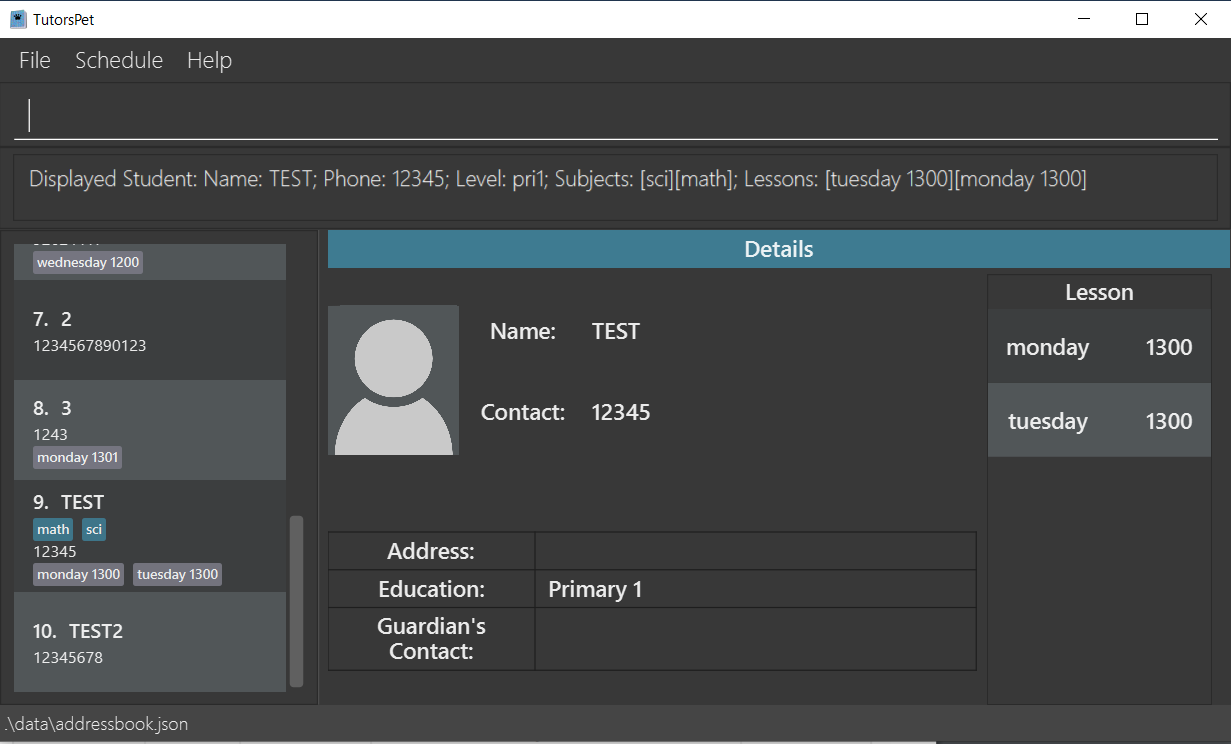 TutorsPet
File Schedule Help
Displayed Student: Name: TEST; Phone: 12345; Level: pri1; Subjects: [sci][math]; Lessons: [tuesday 1300][monday 1300]
wednesday 1200
7. 2
1234567890123
8. 3
1243
monday 1301
9. TEST
math sci
12345
monday 1300 tuesday 1300
10. TEST2
12345678
Details
Name: TEST
Contact: 12345
Address:
Education: Primary 1
Guardian's
Contact:
Lesson
monday 1300
tuesday 1300
.\data\addressbook.json